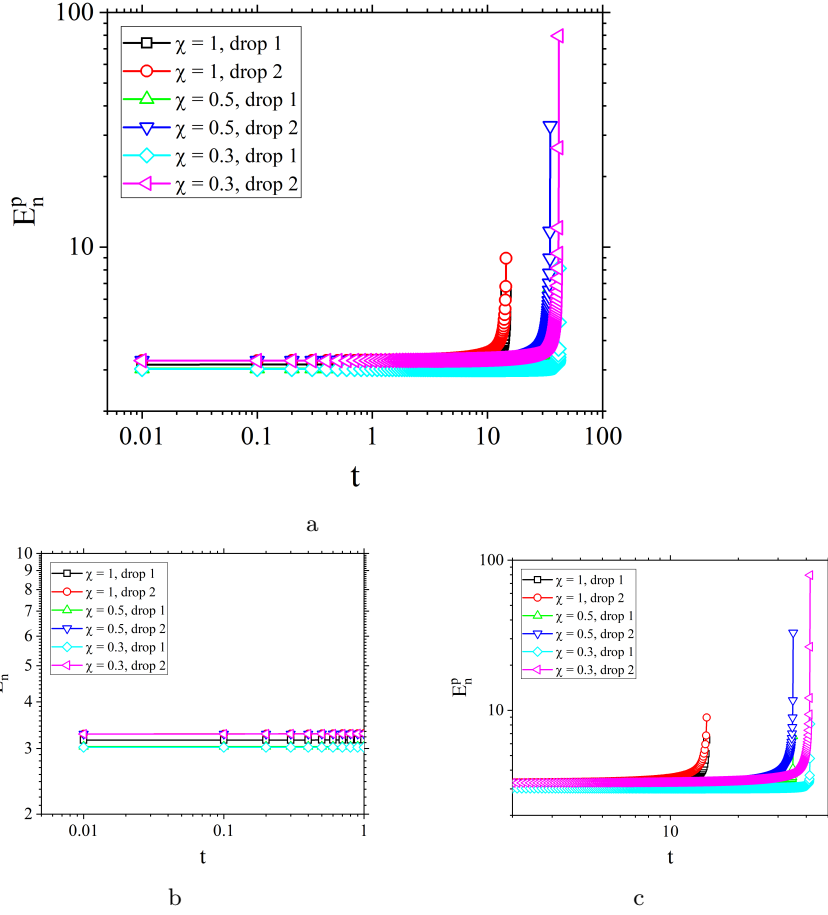 100
10
E_n^p
χ = 1, drop 1
χ = 1, drop 2
χ = 0.5, drop 1
χ = 0.5, drop 2
χ = 0.3, drop 1
χ = 0.3, drop 2
0.01 0.1 1 10 100
t
a
10
9
8
7
6
5
4
3
2
χ = 1, drop 1
χ = 1, drop 2
χ = 0.5, drop 1
χ = 0.5, drop 2
χ = 0.3, drop 1
χ = 0.3, drop 2
0.01 0.1 1
t
b
100
10
E_n^p
χ = 1, drop 1
χ = 1, drop 2
χ = 0.5, drop 1
χ = 0.5, drop 2
χ = 0.3, drop 1
χ = 0.3, drop 2
10
t
c